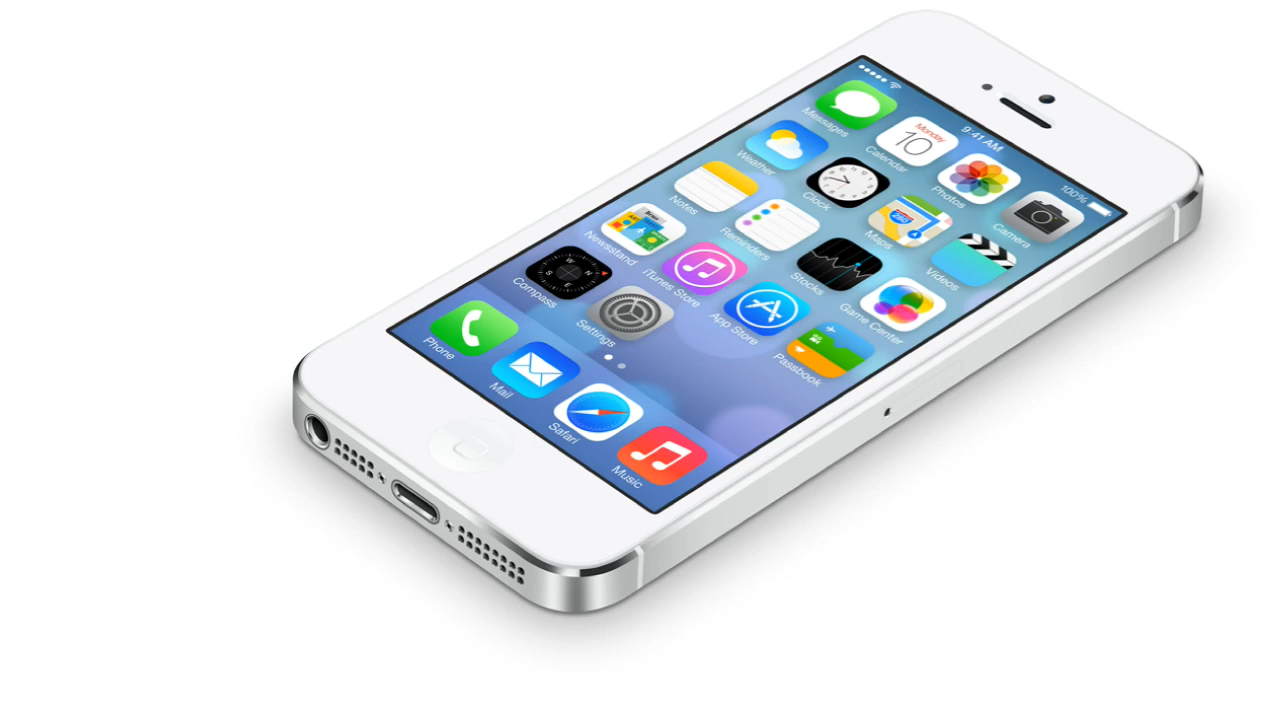 9:41 AM
100%
Messages
Monday
10
Calendar
Photos
Camera
Weather
Clock
Maps
280
Videos
Notes
Reminders
Stocks
Game Center
Newsstand
iTunes Store
App Store
Passbook
W
N
S
E
Compass
Settings
Phone
Mail
Safari
Music